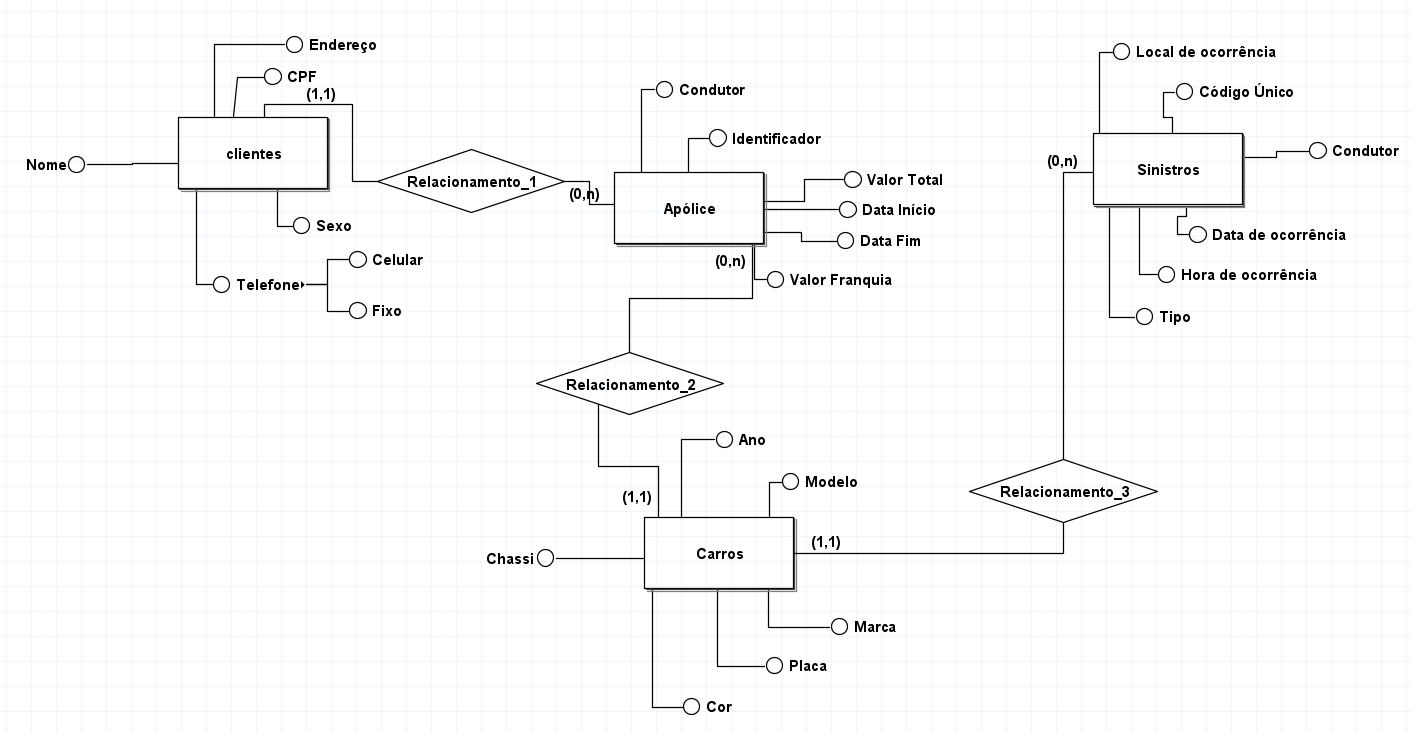 Endereço
CPF
(1,1)
clientes
Nome
Sexo
Telefone
Celular
Fixo
Relacionamento_1
(0,n)
Condutor
Identificador
Apólice
Valor Total
Data Início
Data Fim
(0,n)
Valor Franquia
Relacionamento_2
(1,1)
Ano
Modelo
Chassi
Carros
(1,1)
Marca
Placa
Cor
Relacionamento_3
(0,n)
Local de ocorrência
Código Único
Condutor
Sinistros
Data de ocorrência
Hora de ocorrência
Tipo